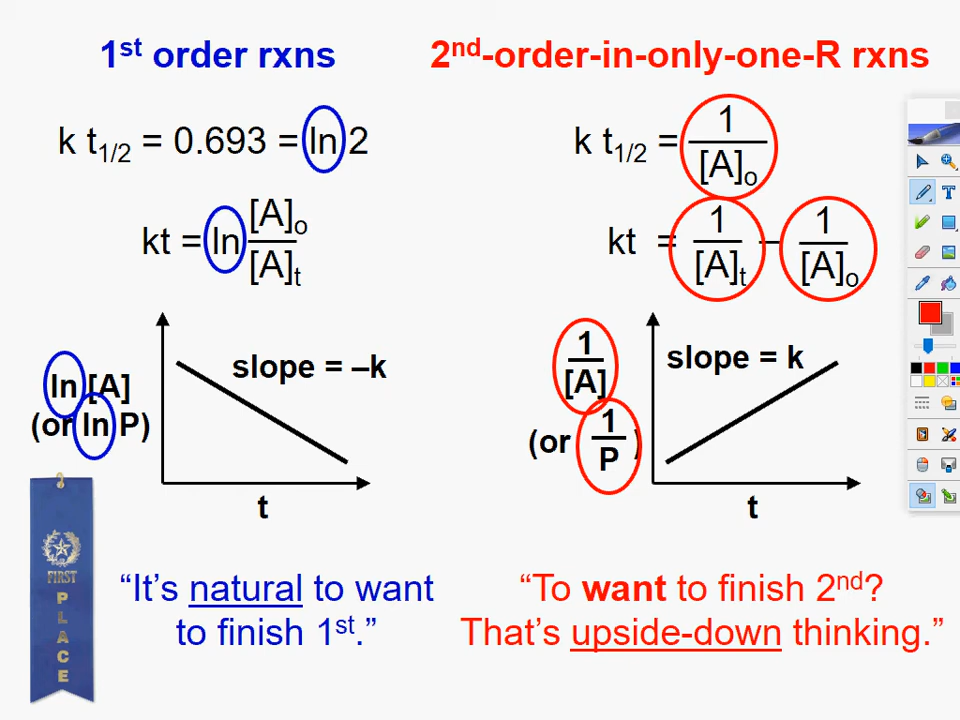 1st order rxns
k t1/2 = 0.693 = ln 2
kt = ln [A]o / [A]t
ln [A]
(or ln P)
slope = –k
t
FIRST
PLACE
“It’s natural to want
to finish 1st.”
2nd-order-in-only-one-R rxns
k t1/2 = 1 / [A]o
kt = 1 / [A]t – 1 / [A]o
1 / [A]
(or 1 / P )
slope = k
t
“To want to finish 2nd?
That’s upside-down thinking.”
T